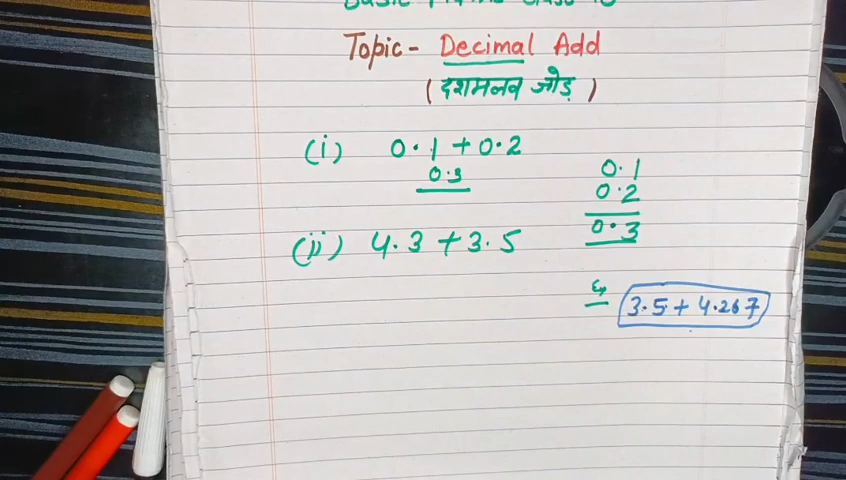 Topic- Decimal Add
(दशमलव जोड़)
(i) 0.1 + 0.2
0.3
0.1
0.2
0.3
(ii) 4.3 + 3.5
3.5 + 4.267